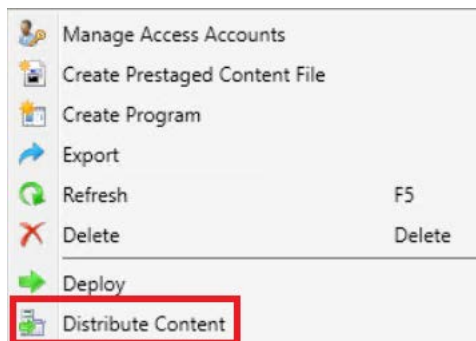 Manage Access Accounts
Create Prestaged Content File
Create Program
Export
Refresh F5
Delete Delete
Deploy
Distribute Content